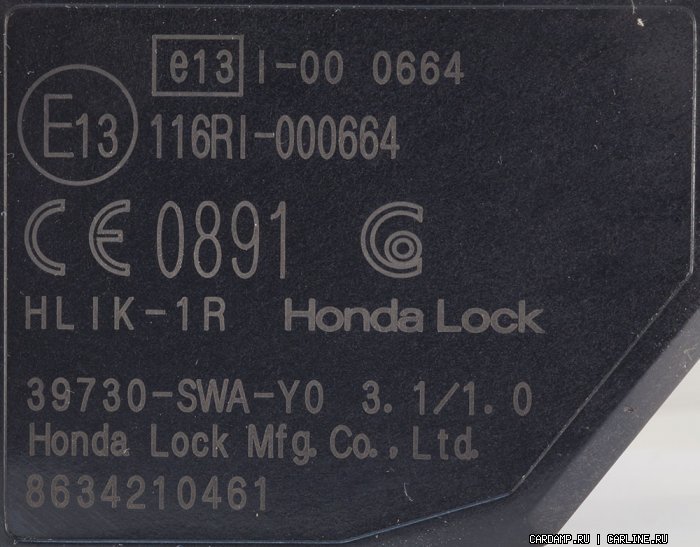 e13 I-00 0664
E13 116RI-000664
CE 0891
HLIK-1R Honda Lock
39730-SWA-Y0 3.1/1.0
Honda Lock Mfg.Co.,Ltd.
8634210461
CARDAMP.RU | CARLINE.RU